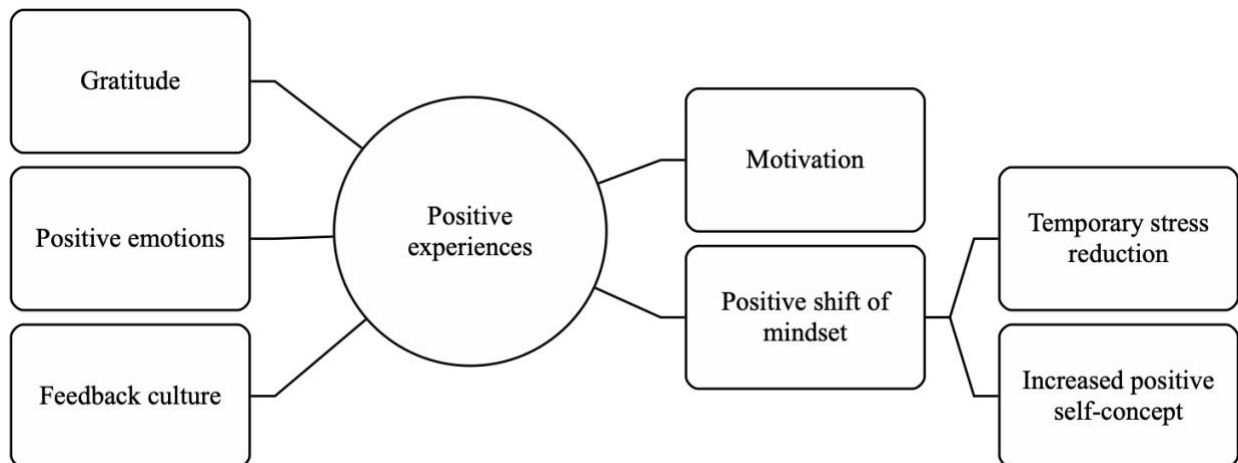 Gratitude
Positive emotions
Feedback culture
Positive
experiences
Motivation
Positive shift of
mindset
Temporary stress
reduction
Increased positive
self-concept